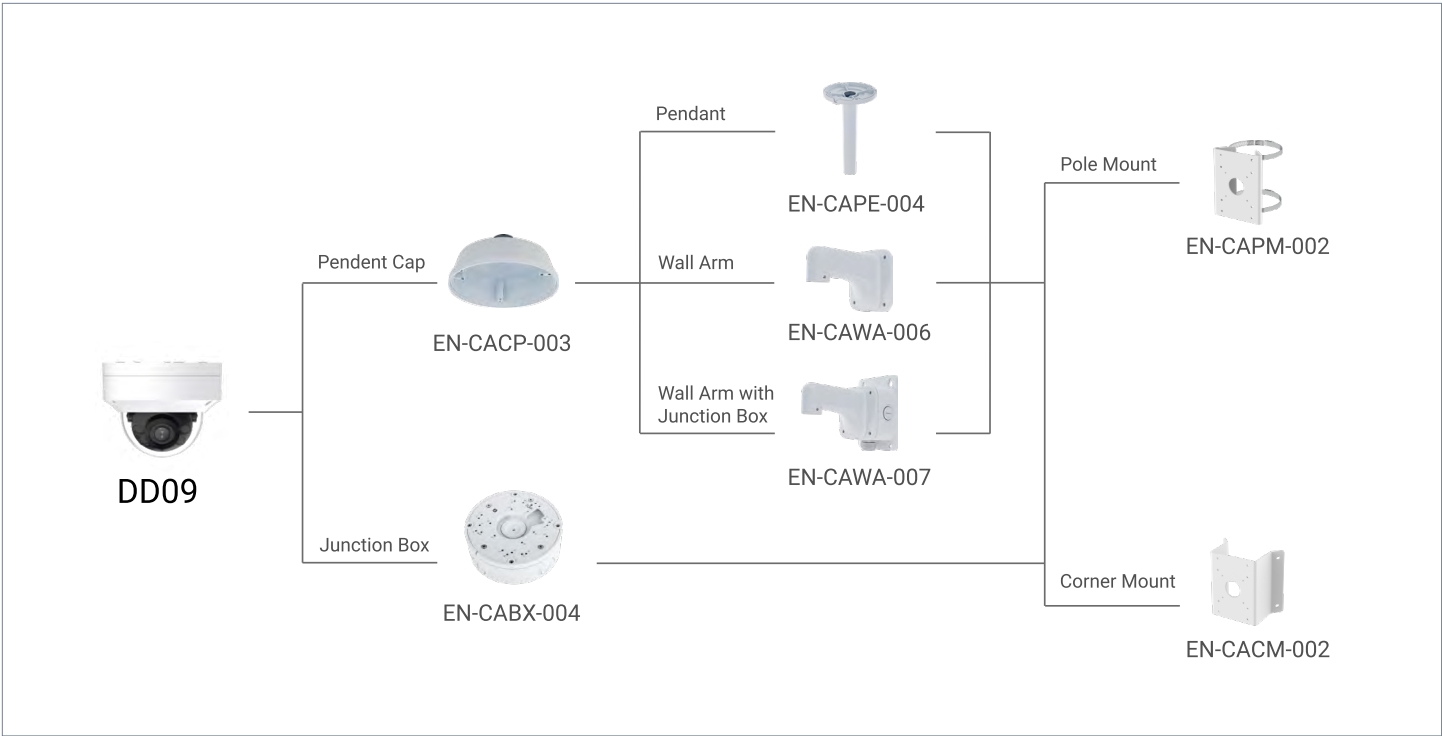 Pendant
EN-CAPE-004
Pole Mount
EN-CAPM-002
Pendent Cap
EN-CACP-003
Wall Arm
EN-CAWA-006
Wall Arm with
Junction Box
EN-CAWA-007
DD09
Junction Box
EN-CABX-004
Corner Mount
EN-CACM-002